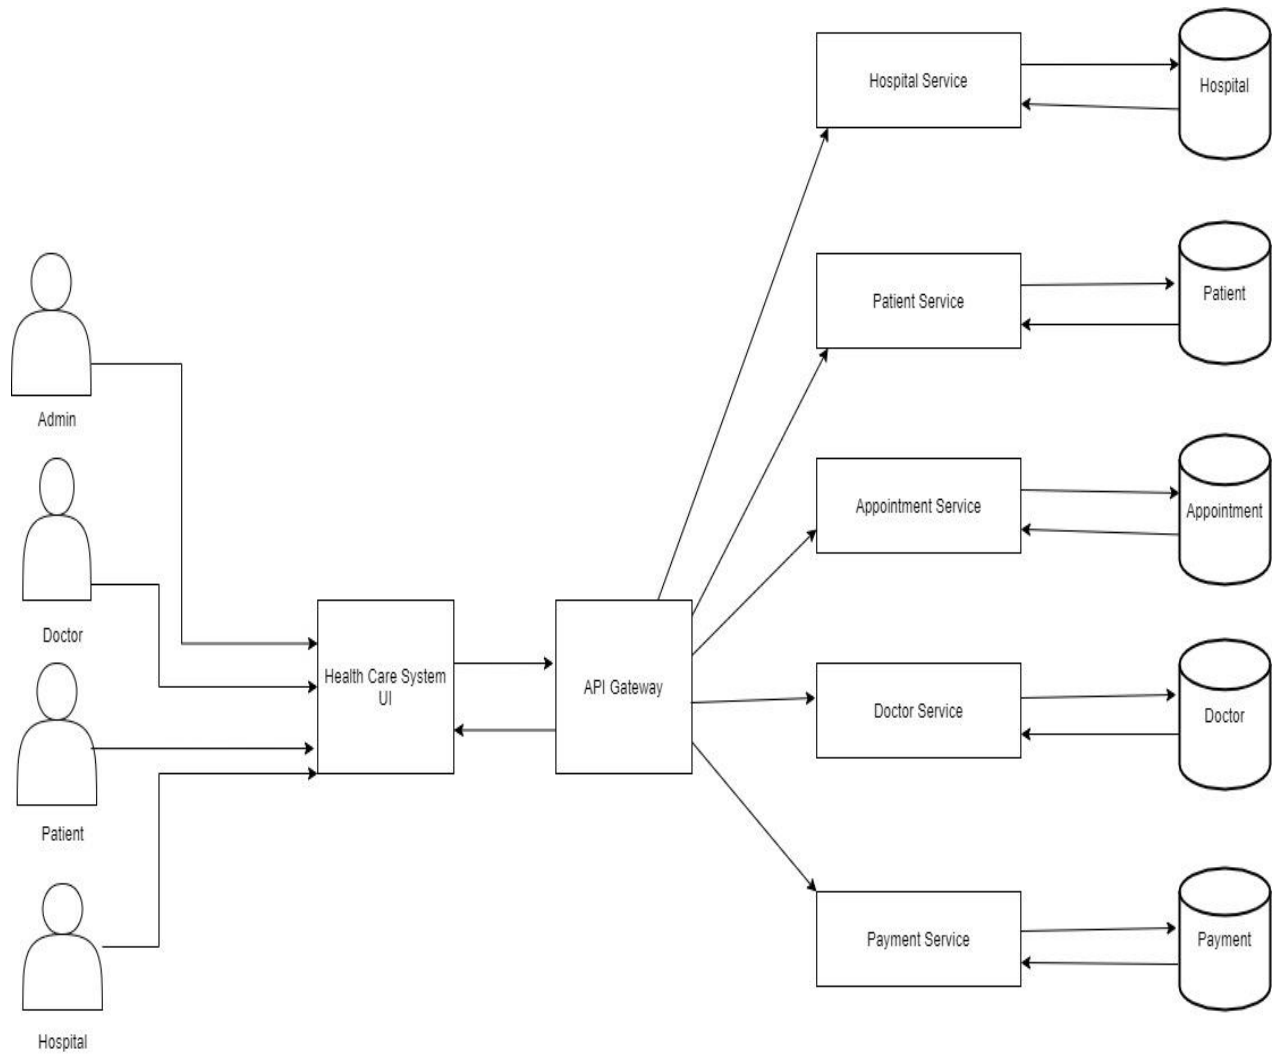 Hospital Service
Hospital
Patient Service
Patient
Admin
Appointment Service
Appointment
Doctor
Health Care System
UI
API Gateway
Doctor Service
Doctor
Patient
Payment Service
Payment
Hospital